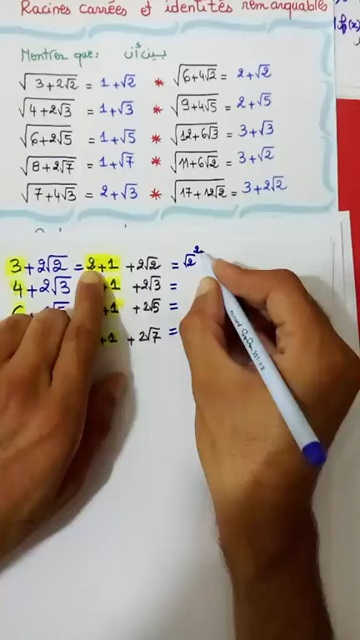 Racines carrées et identités remarquables
Montrer que: بين أن
√(3+2√2) = 1+√2 * √(6+4√2) = 2+√2
√(4+2√3) = 1+√3 * √(9+4√5) = 2+√5
√(6+2√5) = 1+√5 * √(12+6√3) = 3+√3
√(8+2√7) = 1+√7 * √(11+6√2) = 3+√2
√(7+4√3) = 2+√3 * √(17+12√2) = 3+2√2
3+2√2 = 2+1 +2√2 = √2²
4+2√3 +1 +2√3 =
+1 +2√5 =
+1 +2√7 =